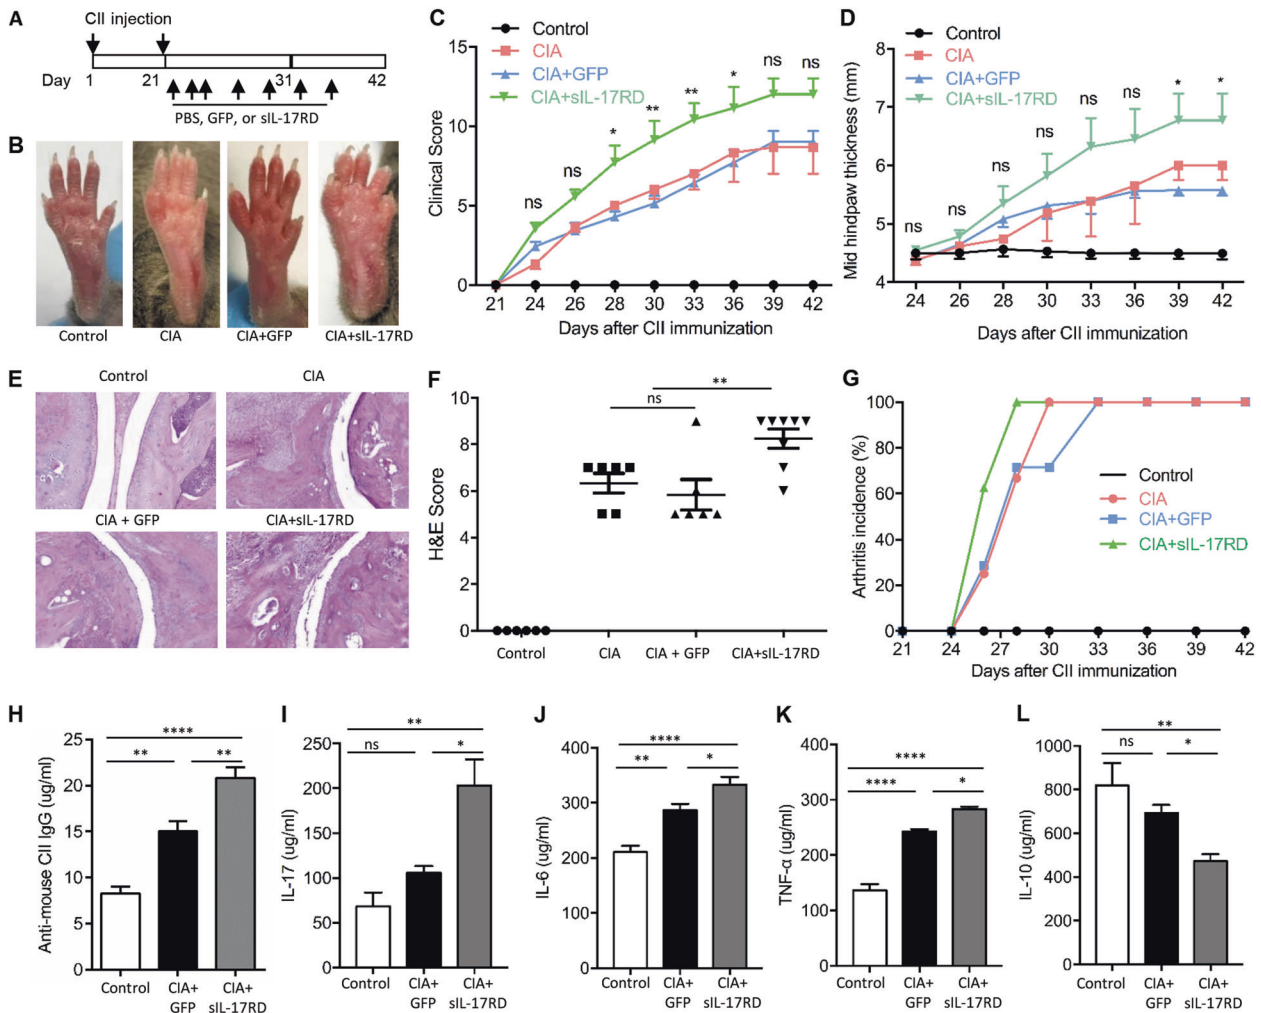 A
CII injection
Day 1 21 31 42
PBS, GFP, or sIL-17RD
B
Control CIA CIA+GFP CIA+sIL-17RD
C
Control
CIA
CIA+GFP
CIA+sIL-17RD
Clinical Score
15
10
5
0
ns ns * ** ** * ns ns
21 24 26 28 30 33 36 39 42
Days after CII immunization
D
Control
CIA
CIA+GFP
CIA+sIL-17RD
Mid hindpaw thickness (mm)
8
7
6
5
4
ns ns ns ns ns ns * *
24 26 28 30 33 36 39 42
Days after CII immunization
E
Control CIA
CIA + GFP CIA+sIL-17RD
F
H&E Score
10
8
6
4
2
0
ns
**
Control CIA CIA + GFP CIA+sIL-17RD
G
Arthritis incidence (%)
100
80
60
40
20
0
Control
CIA
CIA+GFP
CIA+sIL-17RD
21 24 27 30 33 36 39 42
Days after CII immunization
H
Anti-mouse CII IgG (ug/ml)
25
20
15
10
5
0
****
** **
Control CIA+ CIA+
GFP sIL-17RD
I
IL-17 (ug/ml)
250
200
150
100
50
0
**
ns *
Control CIA+ CIA+
GFP sIL-17RD
J
IL-6 (ug/ml)
400
300
200
100
0
****
** *
Control CIA+ CIA+
GFP sIL-17RD
K
TNF-α (ug/ml)
400
300
200
100
0
****
**** *
Control CIA+ CIA+
GFP sIL-17RD
L
IL-10 (ug/ml)
1000
800
600
400
200
0
**
ns *
Control CIA+ CIA+
GFP sIL-17RD